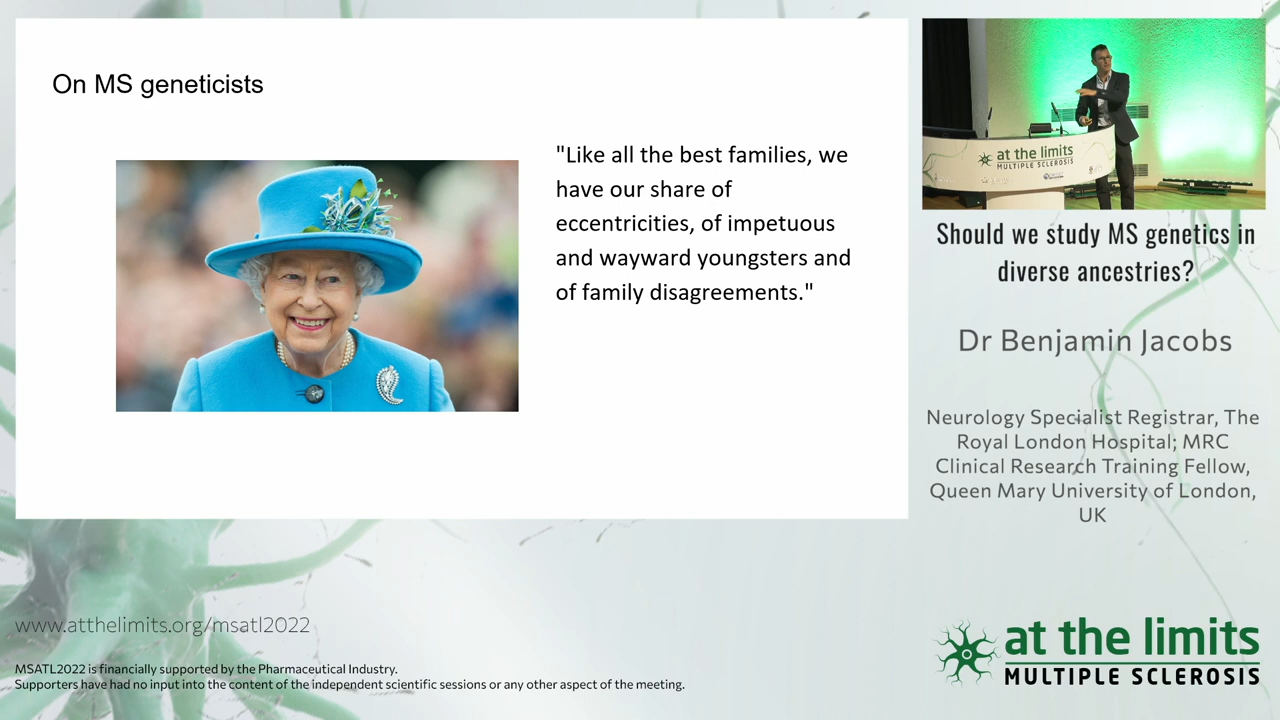 On MS geneticists
"Like all the best families, we
have our share of
eccentricities, of impetuous
and wayward youngsters and
of family disagreements."
at the limits
MULTIPLE SCLEROSIS
Should we study MS genetics in
diverse ancestries?
Dr Benjamin Jacobs
Neurology Specialist Registrar, The
Royal London Hospital; MRC
Clinical Research Training Fellow,
Queen Mary University of London,
UK
www.atthelimits.org/msatl2022
MSATL2022 is financially supported by the Pharmaceutical Industry.
Supporters have had no input into the content of the independent scientific sessions or any other aspect of the meeting.
at the limits
MULTIPLE SCLEROSIS